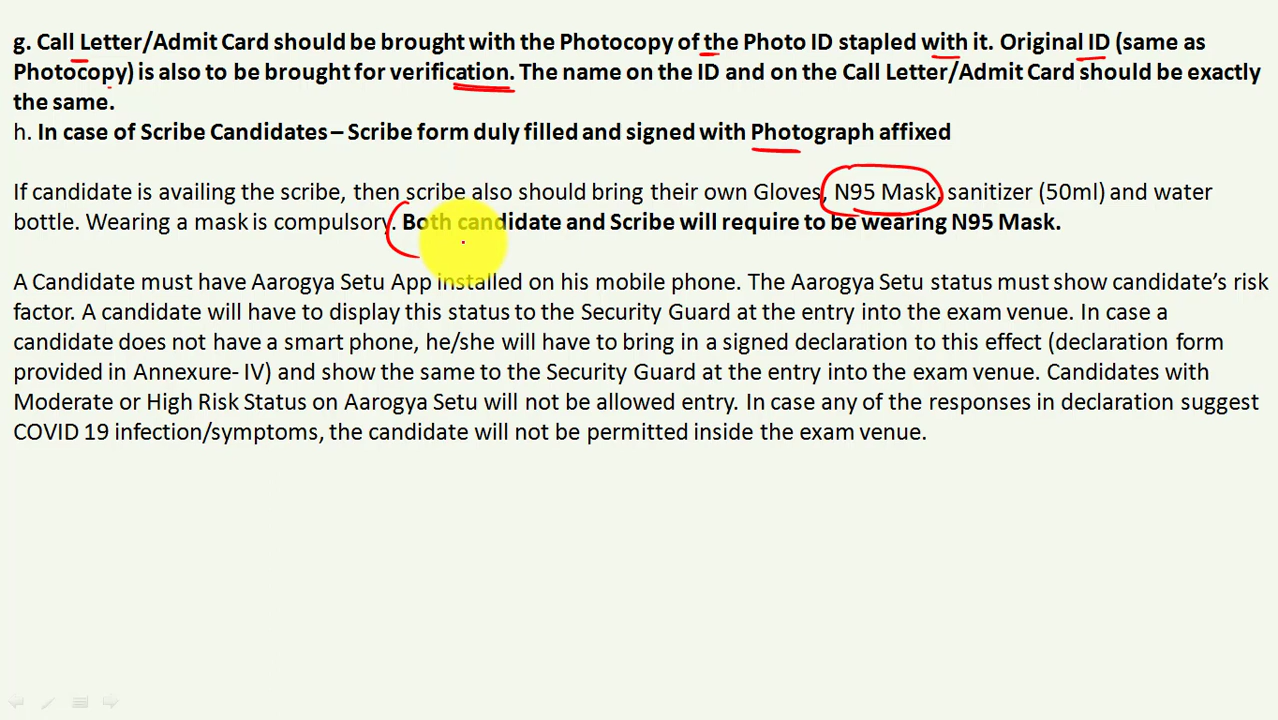 g. Call Letter/Admit Card should be brought with the Photocopy of the Photo ID stapled with it. Original ID (same as
Photocopy) is also to be brought for verification. The name on the ID and on the Call Letter/Admit Card should be exactly
the same.
h. In case of Scribe Candidates – Scribe form duly filled and signed with Photograph affixed
If candidate is availing the scribe, then scribe also should bring their own Gloves, N95 Mask, sanitizer (50ml) and water
bottle. Wearing a mask is compulsory. Both candidate and Scribe will require to be wearing N95 Mask.
A Candidate must have Aarogya Setu App installed on his mobile phone. The Aarogya Setu status must show candidate’s risk
factor. A candidate will have to display this status to the Security Guard at the entry into the exam venue. In case a
candidate does not have a smart phone, he/she will have to bring in a signed declaration to this effect (declaration form
provided in Annexure- IV) and show the same to the Security Guard at the entry into the exam venue. Candidates with
Moderate or High Risk Status on Aarogya Setu will not be allowed entry. In case any of the responses in declaration suggest
COVID 19 infection/symptoms, the candidate will not be permitted inside the exam venue.